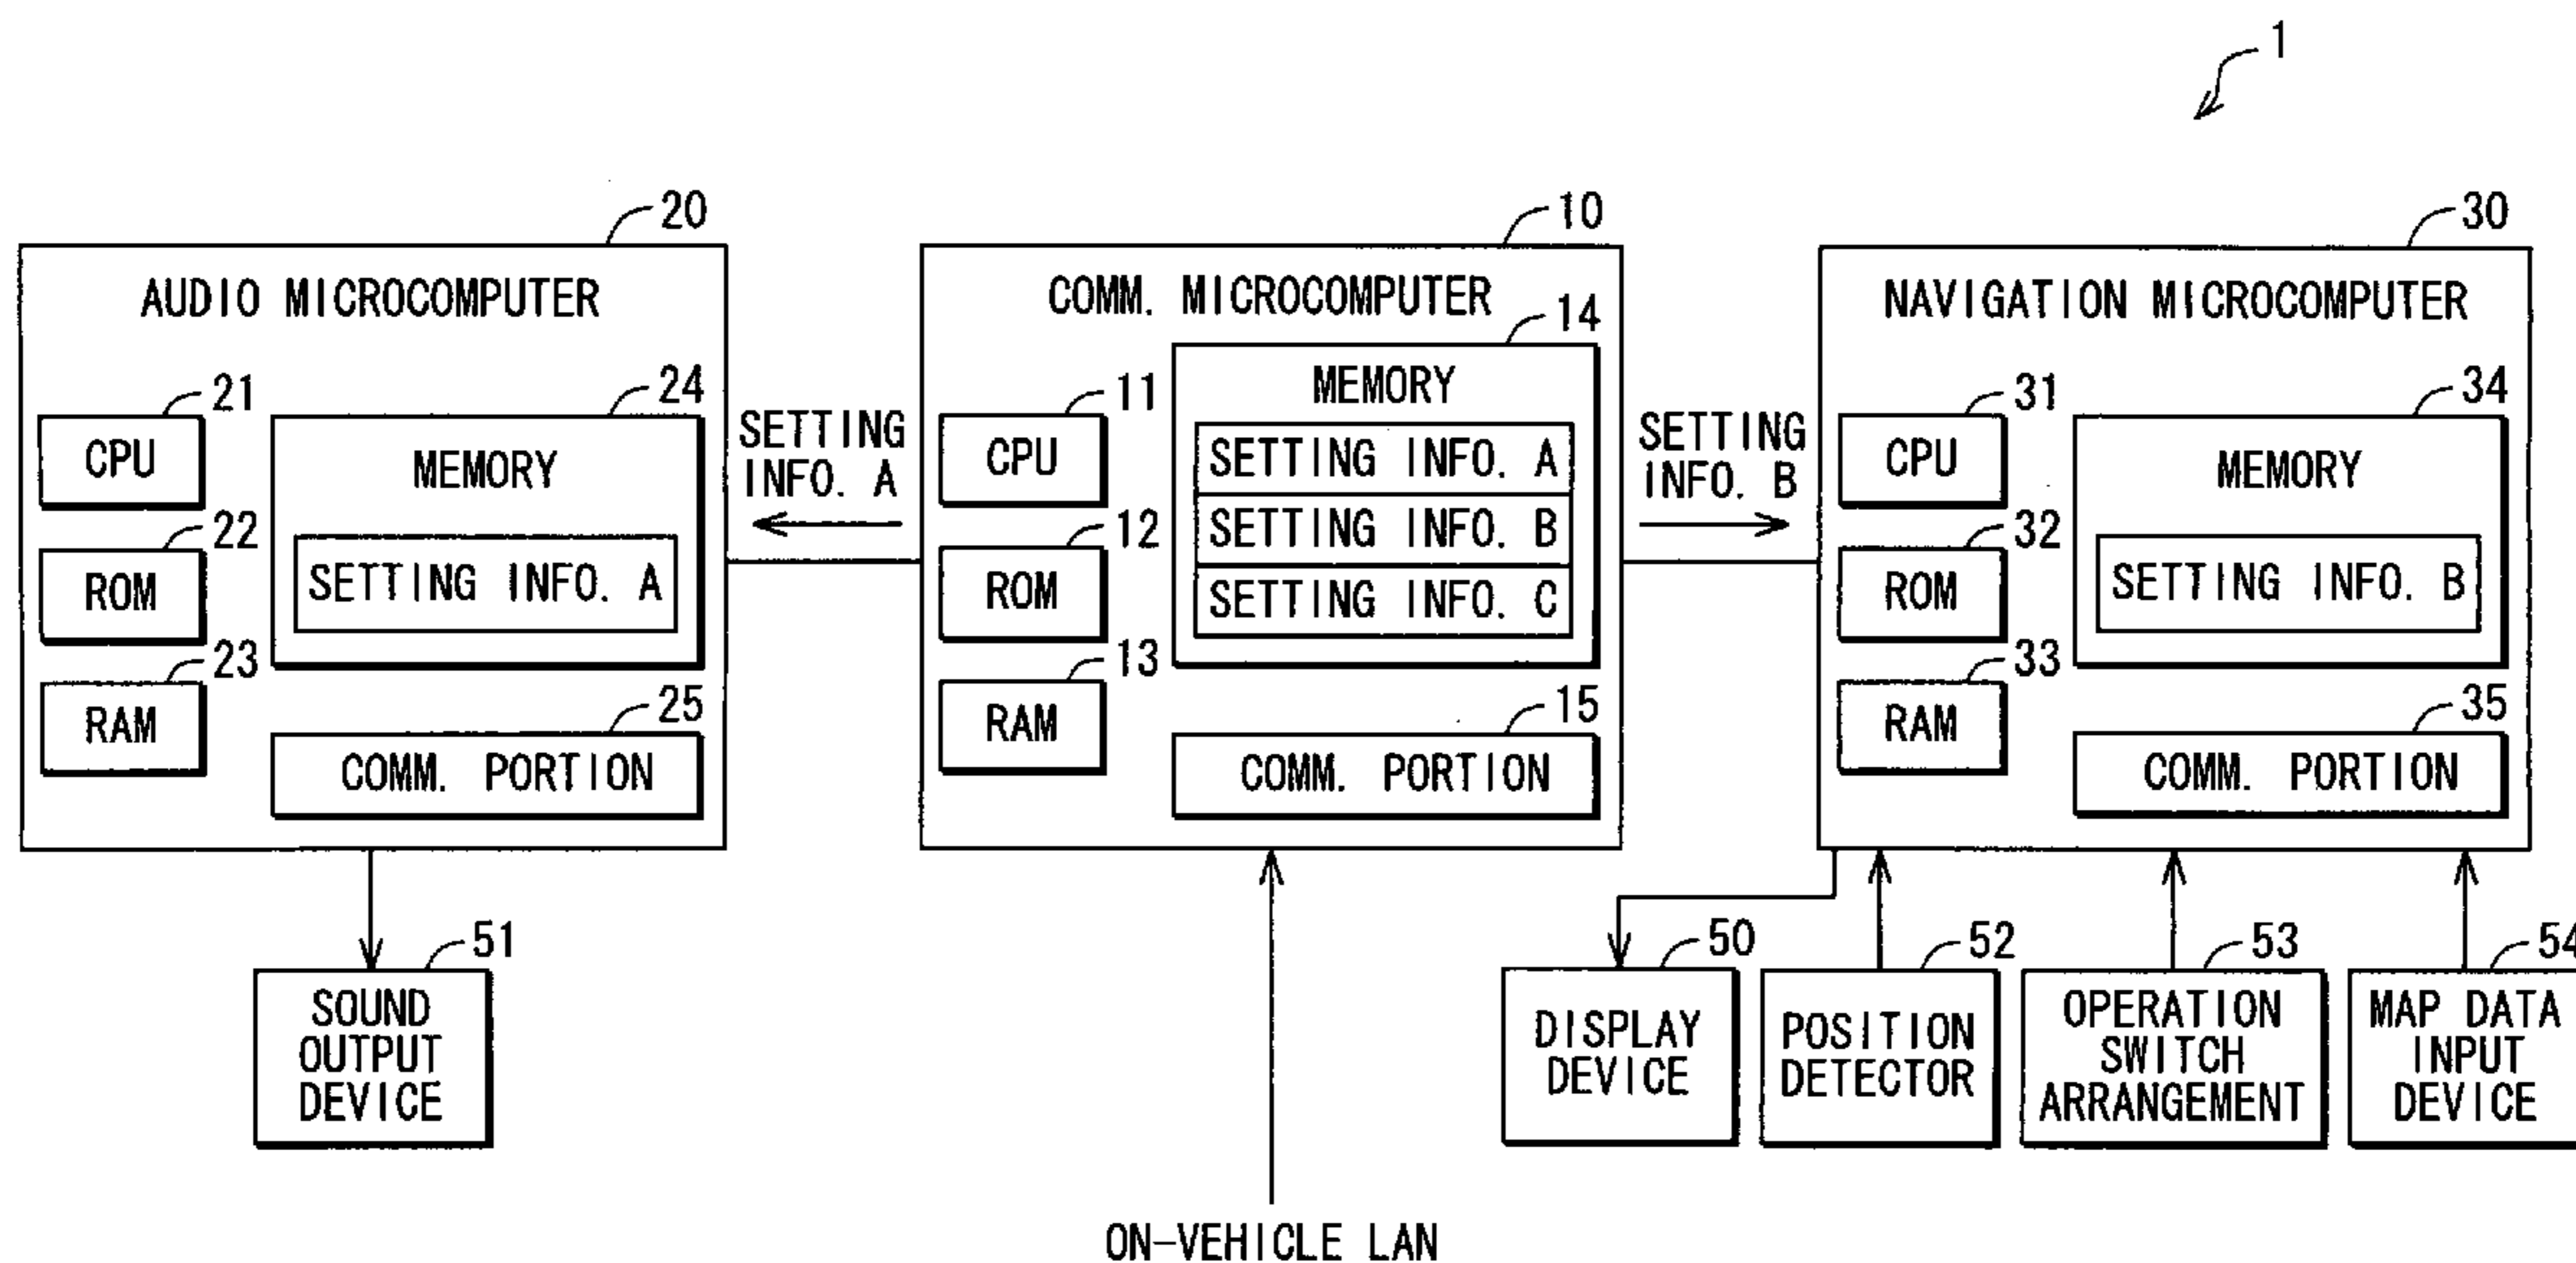 1
20
AUDIO MICROCOMPUTER
21
CPU
22
ROM
23
RAM
24
MEMORY
SETTING INFO. A
25
COMM. PORTION
SETTING
INFO. A
10
COMM. MICROCOMPUTER
11
CPU
12
ROM
13
RAM
14
MEMORY
SETTING INFO. A
SETTING INFO. B
SETTING INFO. C
15
COMM. PORTION
SETTING
INFO. B
30
NAVIGATION MICROCOMPUTER
31
CPU
32
ROM
33
RAM
34
MEMORY
SETTING INFO. B
35
COMM. PORTION
51
SOUND
OUTPUT
DEVICE
50
DISPLAY
DEVICE
52
POSITION
DETECTOR
53
OPERATION
SWITCH
ARRANGEMENT
54
MAP DATA
INPUT
DEVICE
ON-VEHICLE LAN